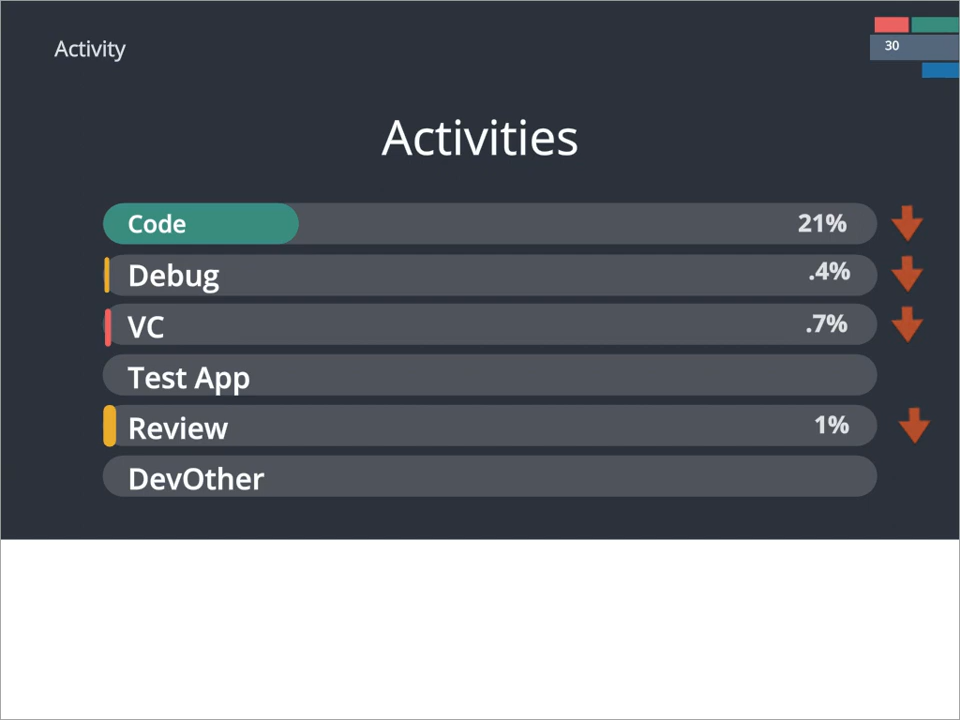 Activity
30
Activities
Code 21%
Debug .4%
VC .7%
Test App
Review 1%
DevOther